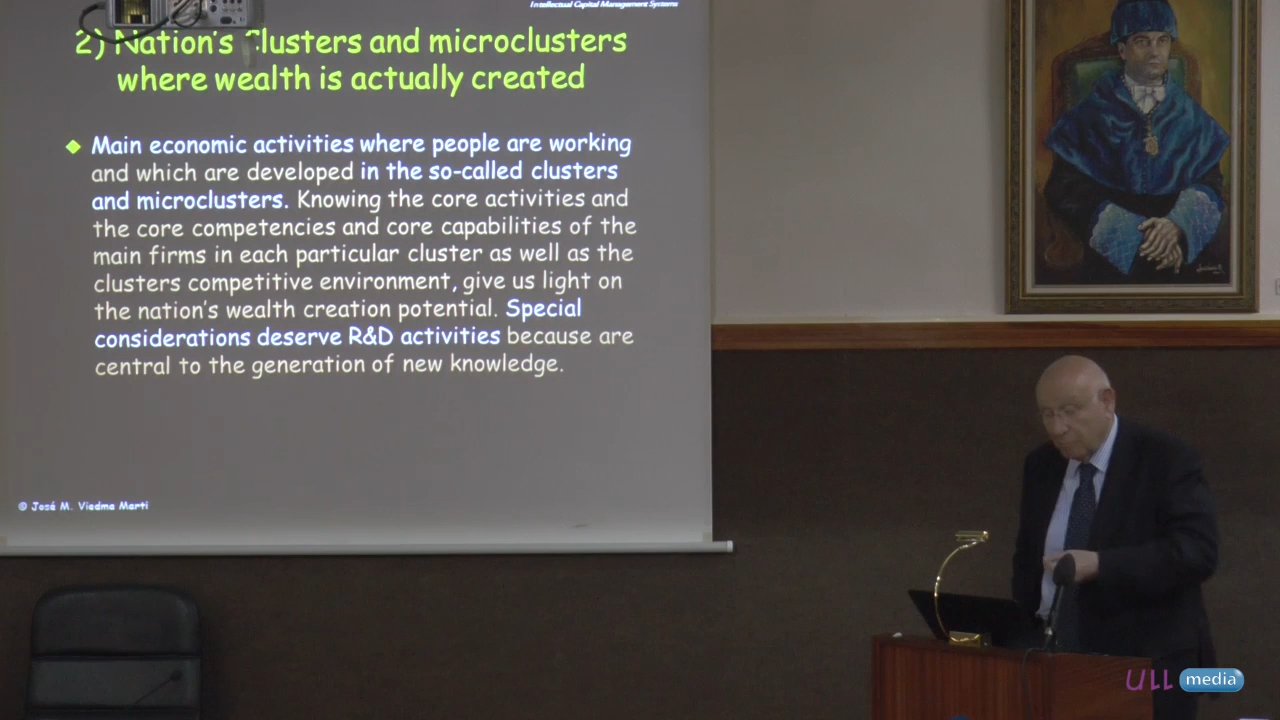 Intellectual Capital Management Systems
2) Nation's Clusters and microclusters
where wealth is actually created
Main economic activities where people are working
and which are developed in the so-called clusters
and microclusters. Knowing the core activities and
the core competencies and core capabilities of the
main firms in each particular cluster as well as the
clusters competitive environment, give us light on
the nation's wealth creation potential. Special
considerations deserve R&D activities because are
central to the generation of new knowledge.
© José M. Viedma Marti
ULL media